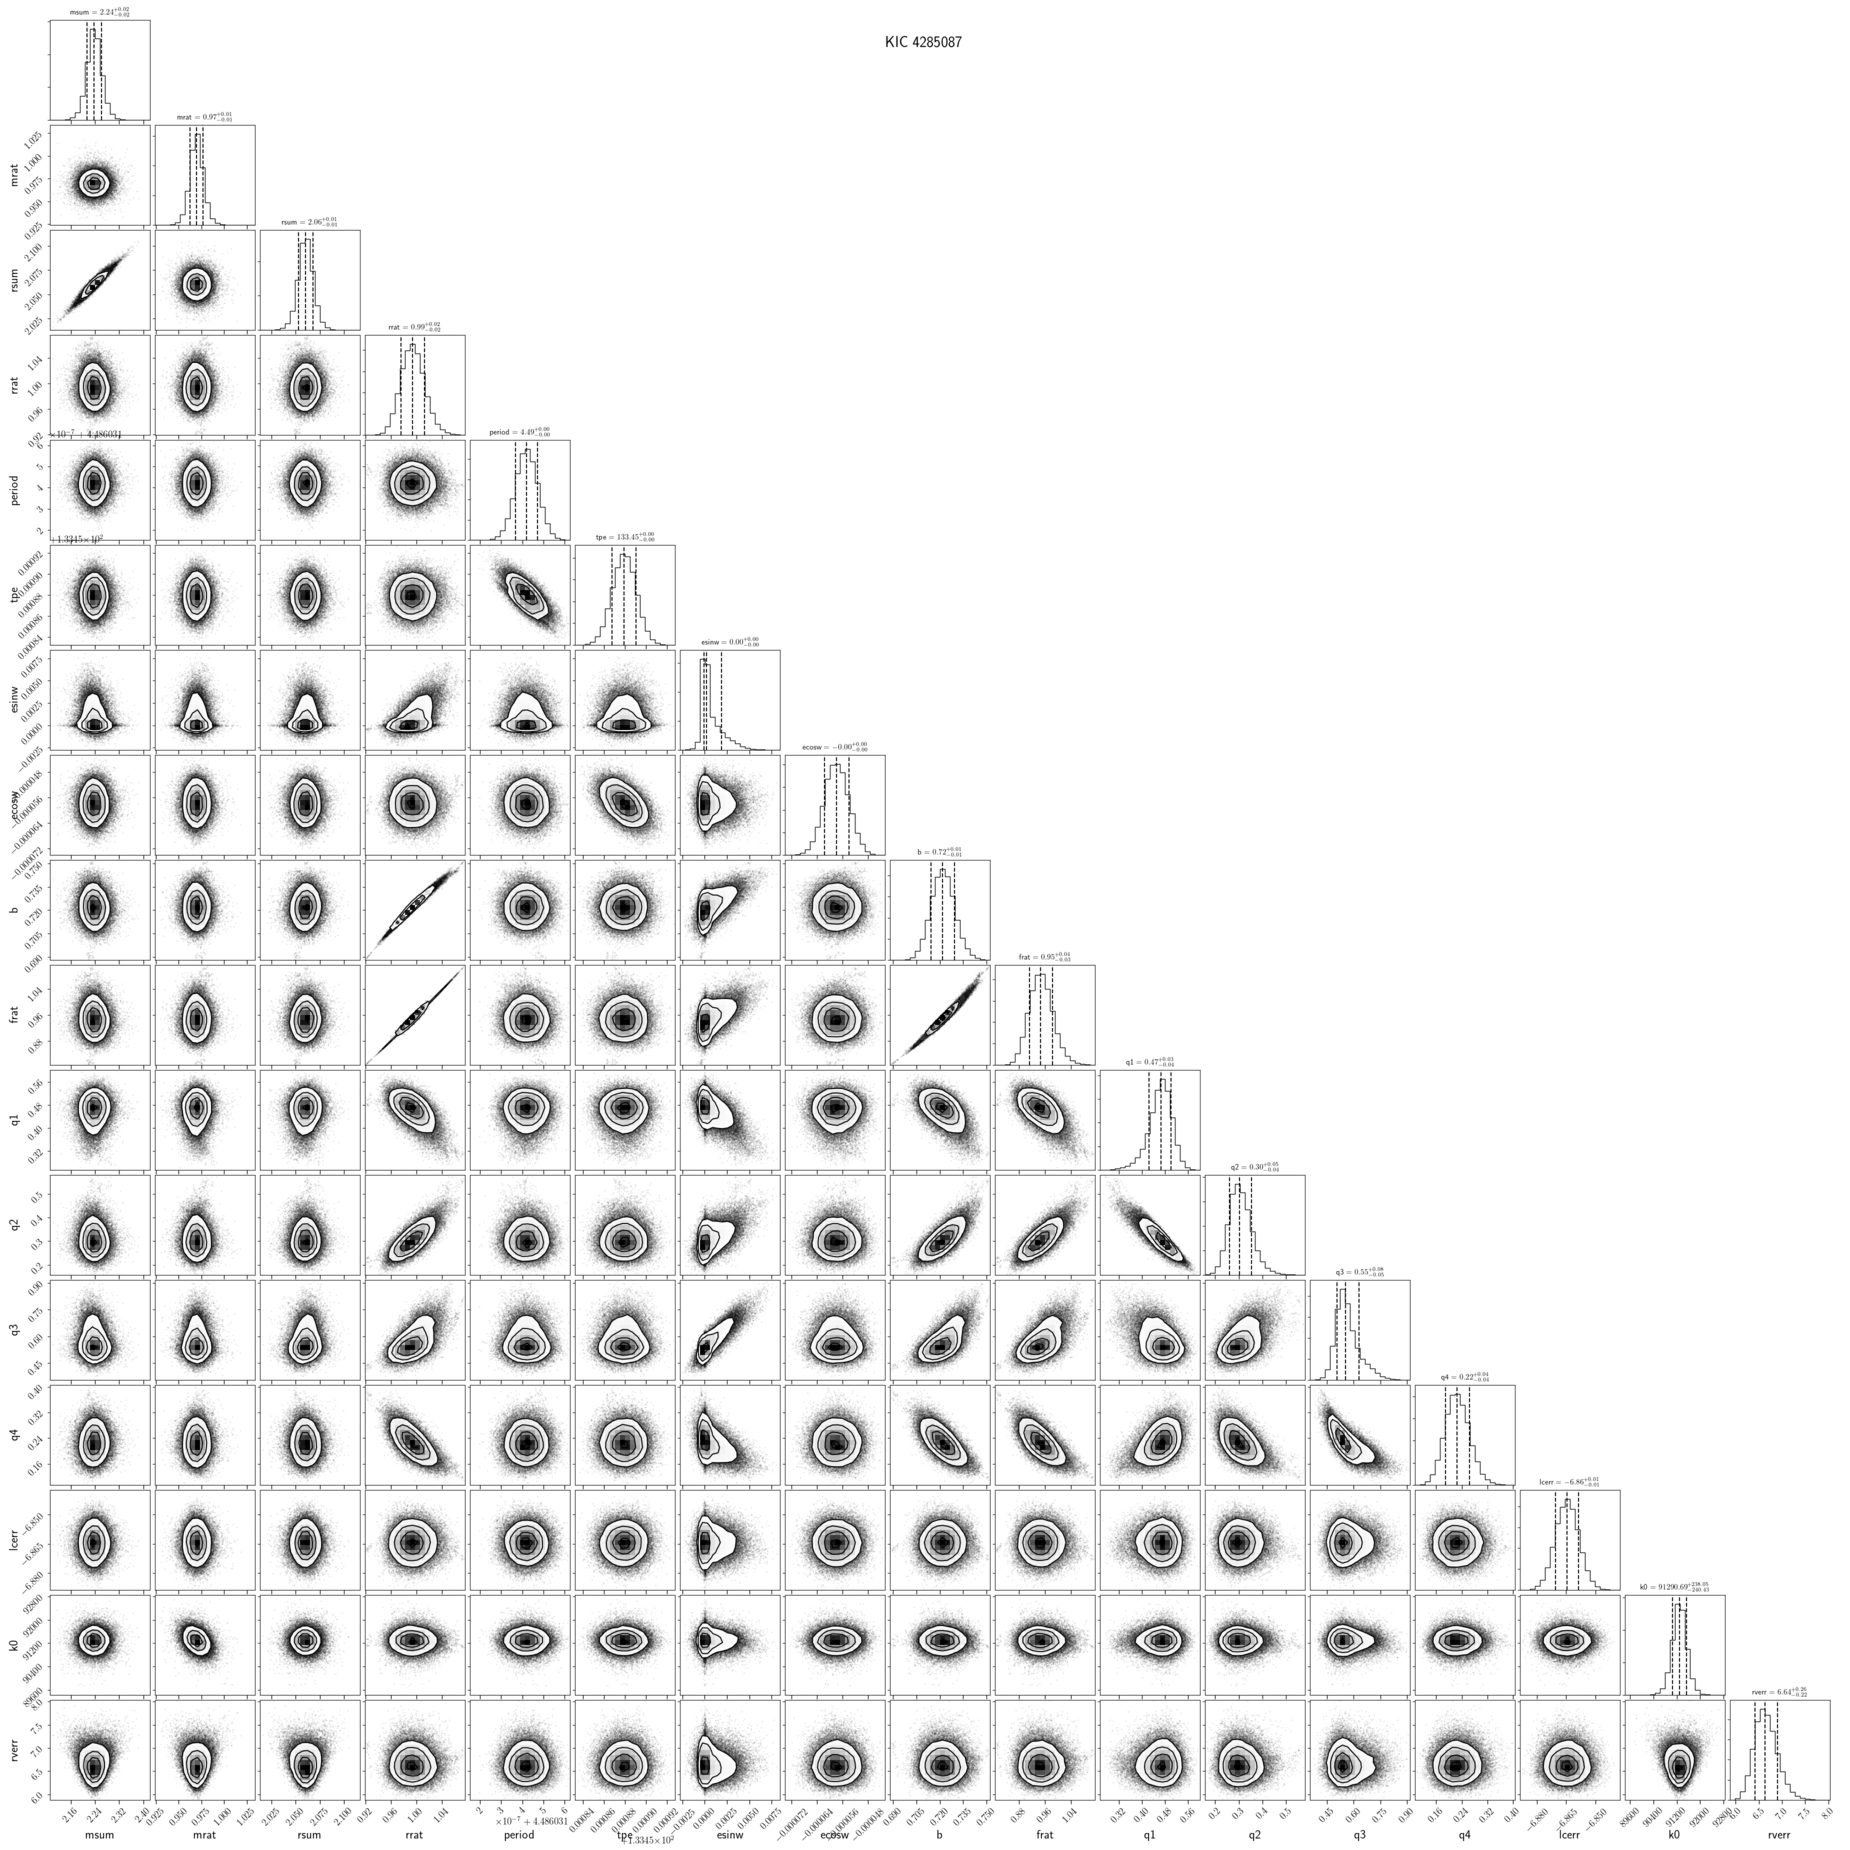 KIC 4285087
msum = 2.24+0.02−0.02
mrat = 0.97+0.01−0.01
rsum = 2.06+0.01−0.01
rrat = 0.99+0.02−0.02
period = 4.49+0.00−0.00
tpe = 133.45+0.00−0.00
esinw = 0.00+0.00−0.00
ecosw = −0.00+0.00−0.00
b = 0.72+0.01−0.01
frat = 0.95+0.04−0.03
q1 = 0.47+0.03−0.04
q2 = 0.30+0.05−0.04
q3 = 0.55+0.08−0.05
q4 = 0.22+0.04−0.04
lcerr = −6.86+0.01−0.01
k0 = 91290.69+238.05−240.43
rverr = 6.64+0.26−0.22
mrat 1.025 1.000 0.975 0.950 0.925
rsum 2.100 2.075 2.050 2.025
rrat 1.04 1.00 0.96 0.92
×10−7 + 4.486031
period 6 5 4 3 2
+1.3345×102
tpe 0.00092 0.00090 0.00088 0.00086 0.00084
esinw 0.0075 0.0050 0.0025 0.0000 −0.0025
ecosw −0.000048 −0.000056 −0.000064 −0.000072
b 0.750 0.735 0.720 0.705 0.690
frat 1.04 0.96 0.88
q1 0.56 0.48 0.40 0.32
q2 0.5 0.4 0.3 0.2
q3 0.90 0.75 0.60 0.45
q4 0.40 0.32 0.24 0.16
lcerr −6.850 −6.865 −6.880
k0 92800 92000 91200 90400 89600
rverr 8.0 7.5 7.0 6.5 6.0
2.16 2.24 2.32 2.40 0.925 0.950 0.975 1.000 1.025 2.025 2.050 2.075 2.100 0.92 0.96 1.00 1.04 2 3 4 5 6 0.00084 0.00086 0.00088 0.00090 0.00092 −0.0025 0.0000 0.0025 0.0050 0.0075 −0.000072 −0.000064 −0.000056 −0.000048 0.690 0.705 0.720 0.735 0.750 0.88 0.96 1.04 0.32 0.40 0.48 0.56 0.2 0.3 0.4 0.5 0.45 0.60 0.75 0.90 0.16 0.24 0.32 0.40 −6.880 −6.865 −6.850 89600 90400 91200 92000 92800 6.0 6.5 7.0 7.5 8.0
×10−7 + 4.486031
+1.3345×102
msum mrat rsum rrat period tpe esinw ecosw b frat q1 q2 q3 q4 lcerr k0 rverr